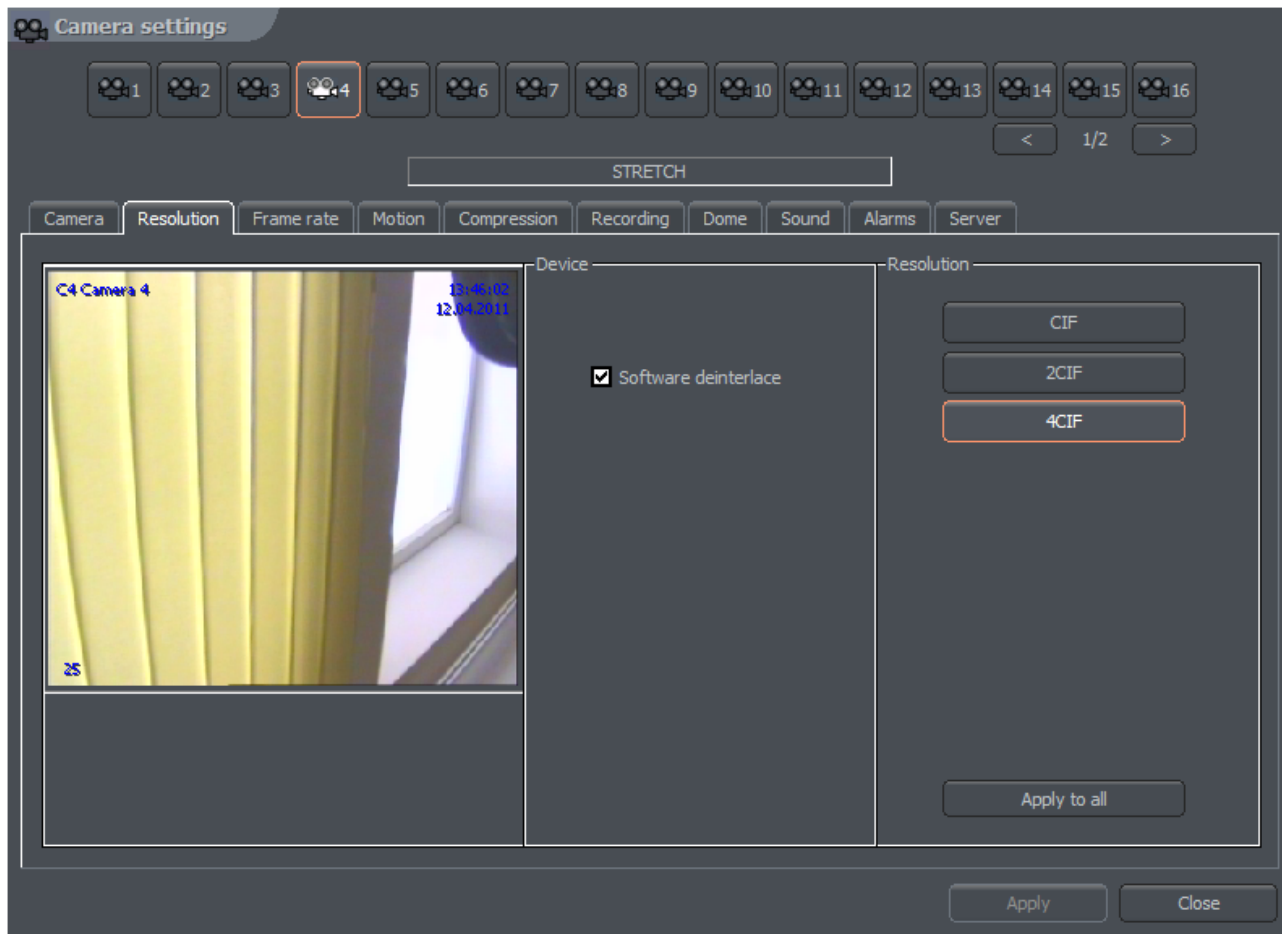 Camera settings
1 2 3 4 5 6 7 8 9 10 11 12 13 14 15 16
< 1/2 >
STRETCH
Camera Resolution Frame rate Motion Compression Recording Dome Sound Alarms Server
C4 Camera 4 13:46:02
12.04.2011
25
Device
Software deinterlace
Resolution
CIF
2CIF
4CIF
Apply to all
Apply Close